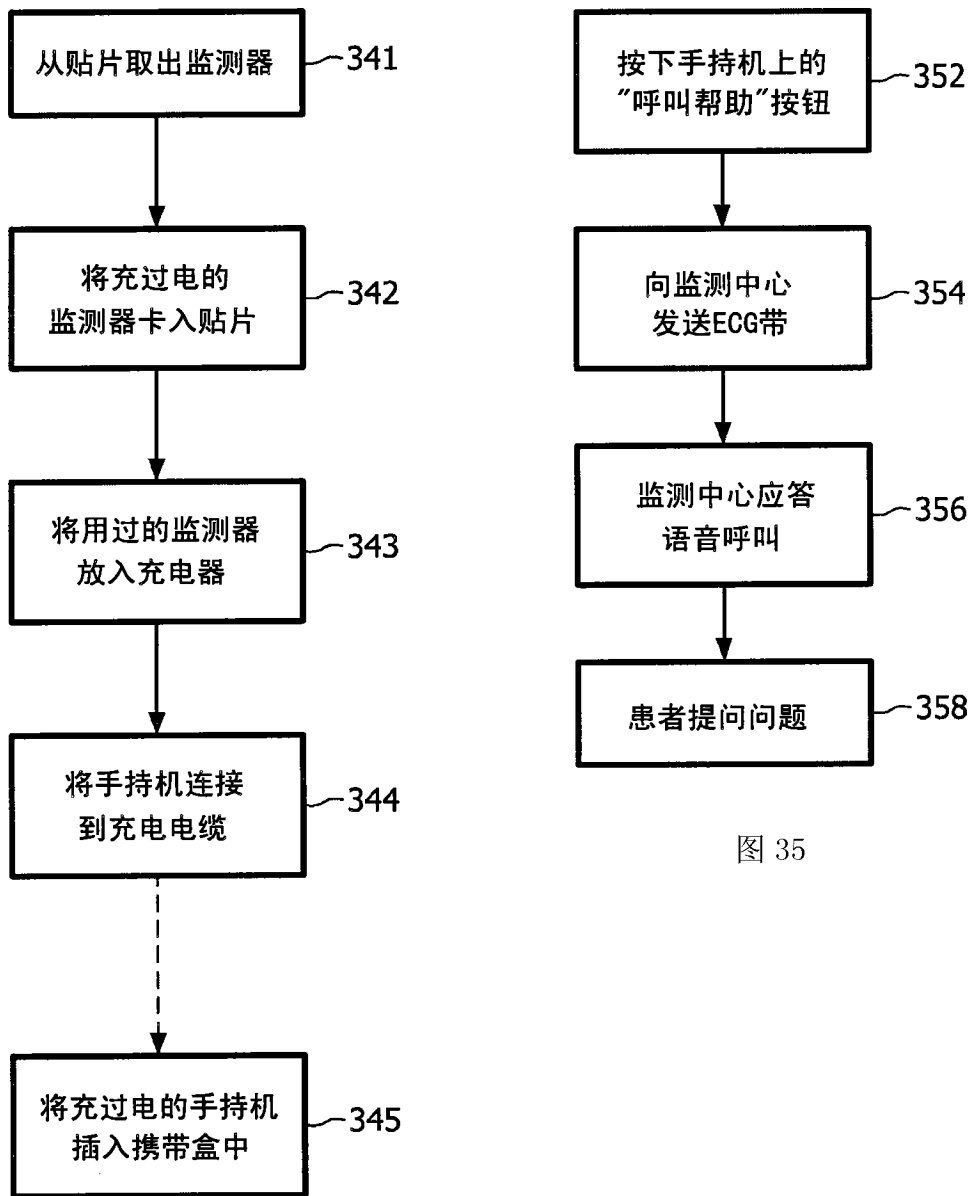 从贴片取出监测器
341
将充过电的
监测器卡入贴片
342
将用过的监测器
放入充电器
343
将手持机连接
到充电电缆
344
将充过电的手持机
插入携带盒中
345
按下手持机上的
"呼叫帮助"按钮
352
向监测中心
发送ECG带
354
监测中心应答
语音呼叫
356
患者提问问题
358
图 35